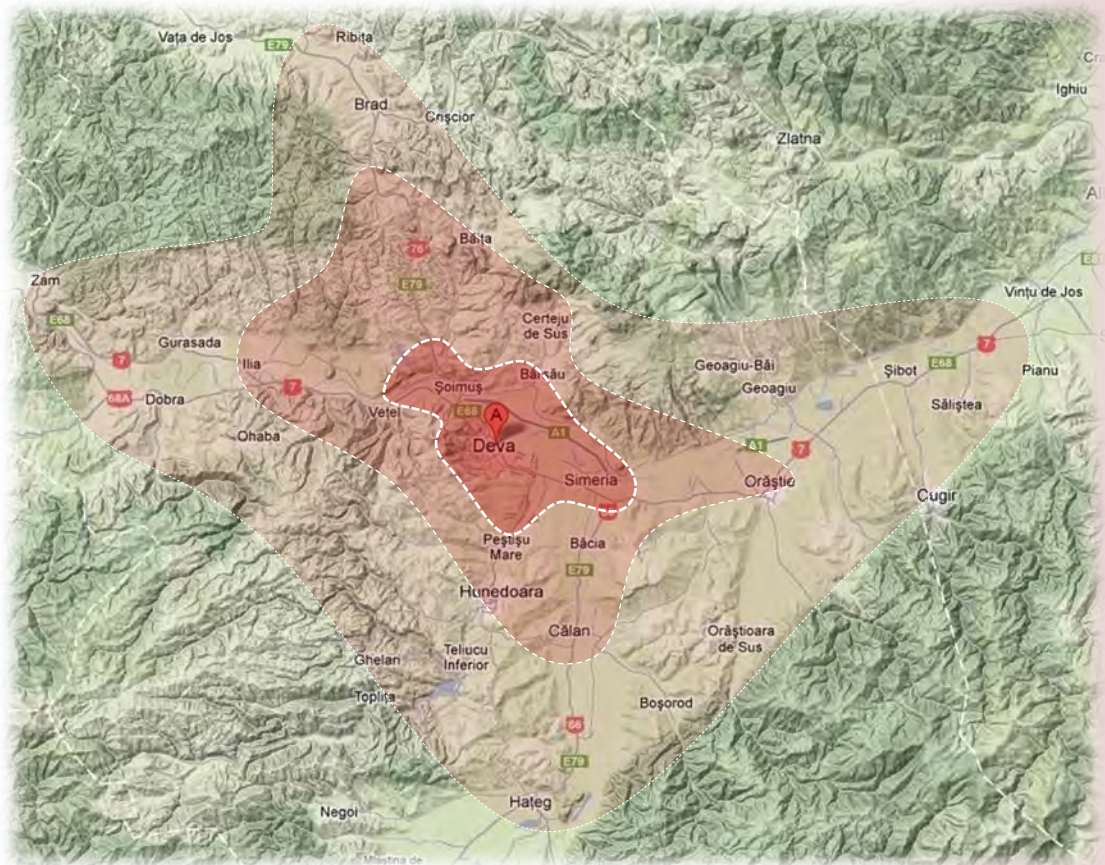 Vața de Jos
E79
Ribița
Brad
Crișcior
Ighiu
Zlatna
Băița
76
E79
Zam
E68
Vințu de Jos
Certeju
de Sus
Gurasada
7
7
Ilia
Geoagiu-Băi
Șibot
E68
Pianu
7
Șoimuș
Bârsău
Geoagiu
68A
Dobra
Vețel
E68
A
Săliștea
Ohaba
A1
Deva
A1
7
Simeria
Orăștie
Cugir
Peștișu
Mare
Băcia
E79
Hunedoara
Călan
Orăștioara
de Sus
Teliucu
Inferior
Ghelari
Toplița
Boșorod
66
E79
Hațeg
Negoi
Mlaștina de